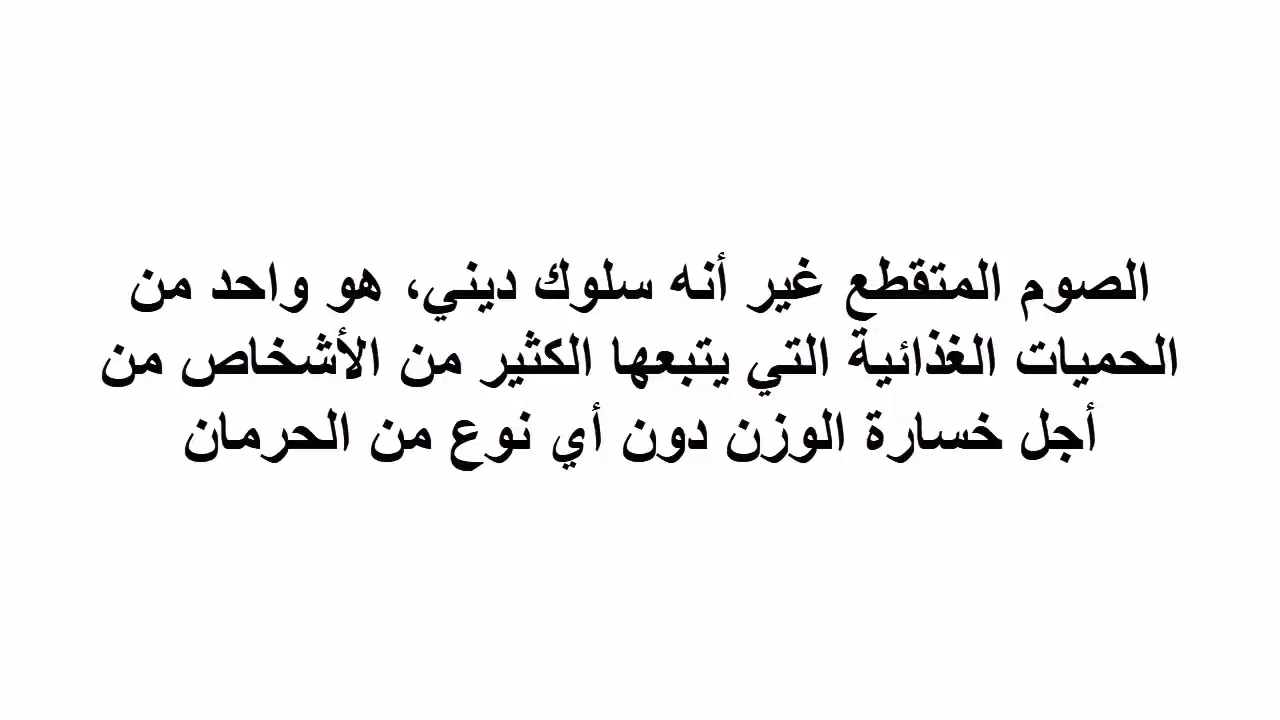 الصوم المتقطع غير أنه سلوك ديني، هو واحد من
الحميات الغذائية التي يتبعها الكثير من الأشخاص من
أجل خسارة الوزن دون أي نوع من الحرمان